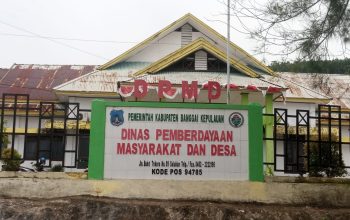 DPMD
PEMERINTAH KABUPATEN BANGGAI KEPULAUAN
DINAS PEMBERDAYAAN
MASYARAKAT DAN DESA
KODE POS 94785